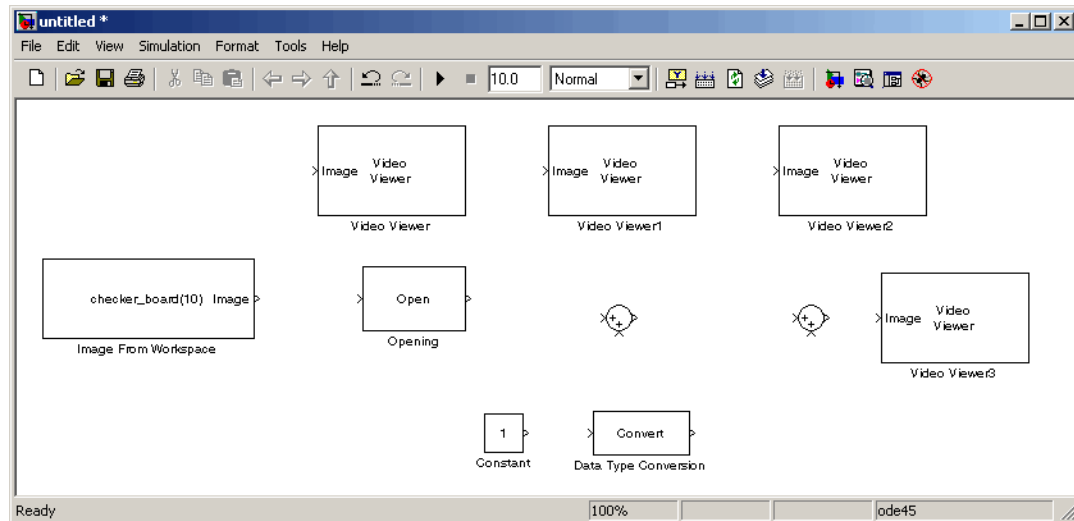 untitled *
File Edit View Simulation Format Tools Help
10.0 Normal
Image Video Viewer
Video Viewer
Image Video Viewer
Video Viewer1
Image Video Viewer
Video Viewer2
checker_board(10) Image
Image From Workspace
Open
Opening
+
+
+
+
Image Video Viewer
Video Viewer3
1
Constant
Convert
Data Type Conversion
Ready 100% ode45